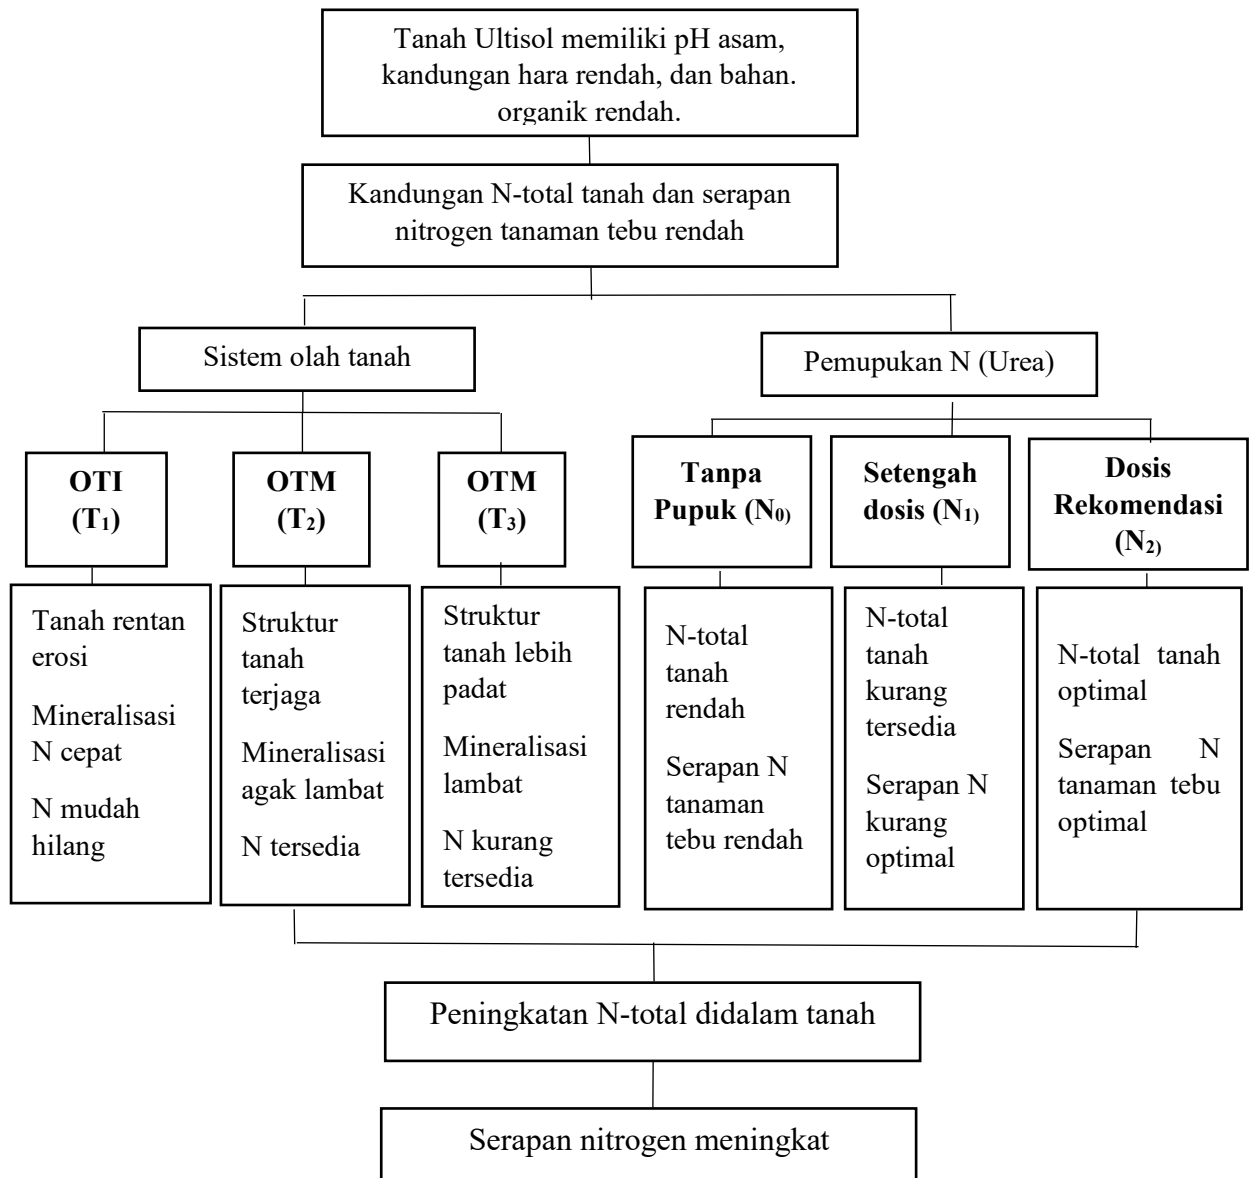 Tanah Ultisol memiliki pH asam,
kandungan hara rendah, dan bahan.
organik rendah.
Kandungan N-total tanah dan serapan
nitrogen tanaman tebu rendah
Sistem olah tanah
Pemupukan N (Urea)
OTI
(T₁)
OTM
(T₂)
OTM
(T₃)
Tanpa
Pupuk (N₀)
Setengah
dosis (N₁)
Dosis
Rekomendasi
(N₂)
Tanah rentan
erosi
Mineralisasi
N cepat
N mudah
hilang
Struktur
tanah
terjaga
Mineralisasi
agak lambat
N tersedia
Struktur
tanah lebih
padat
Mineralisasi
lambat
N kurang
tersedia
N-total
tanah
rendah
Serapan N
tanaman
tebu rendah
N-total
tanah
kurang
tersedia
Serapan N
kurang
optimal
N-total tanah
optimal
Serapan N
tanaman tebu
optimal
Peningkatan N-total didalam tanah
Serapan nitrogen meningkat